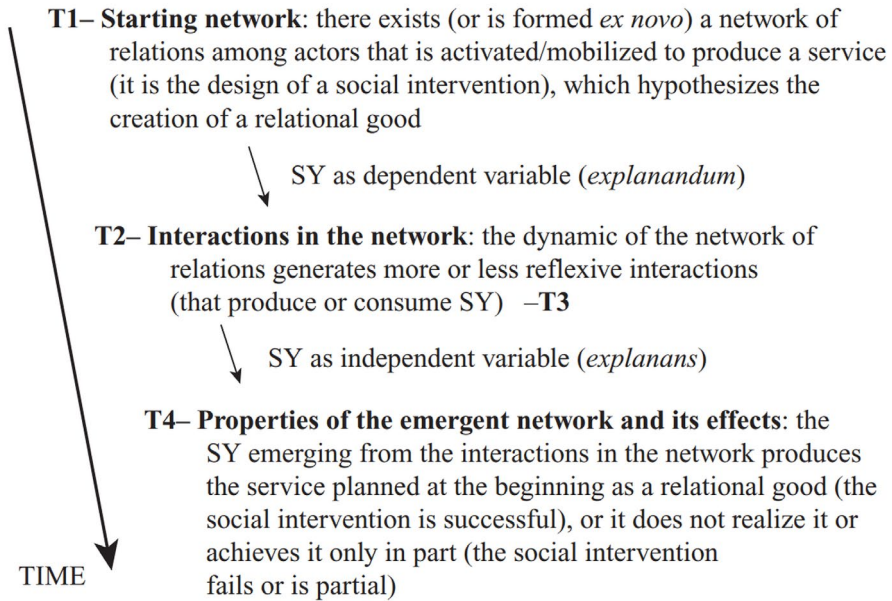 T1– Starting network: there exists (or is formed ex novo) a network of
relations among actors that is activated/mobilized to produce a service
(it is the design of a social intervention), which hypothesizes the
creation of a relational good
SY as dependent variable (explanandum)
T2– Interactions in the network: the dynamic of the network of
relations generates more or less reflexive interactions
(that produce or consume SY) –T3
SY as independent variable (explanans)
T4– Properties of the emergent network and its effects: the
SY emerging from the interactions in the network produces
the service planned at the beginning as a relational good (the
social intervention is successful), or it does not realize it or
achieves it only in part (the social intervention
fails or is partial)
TIME